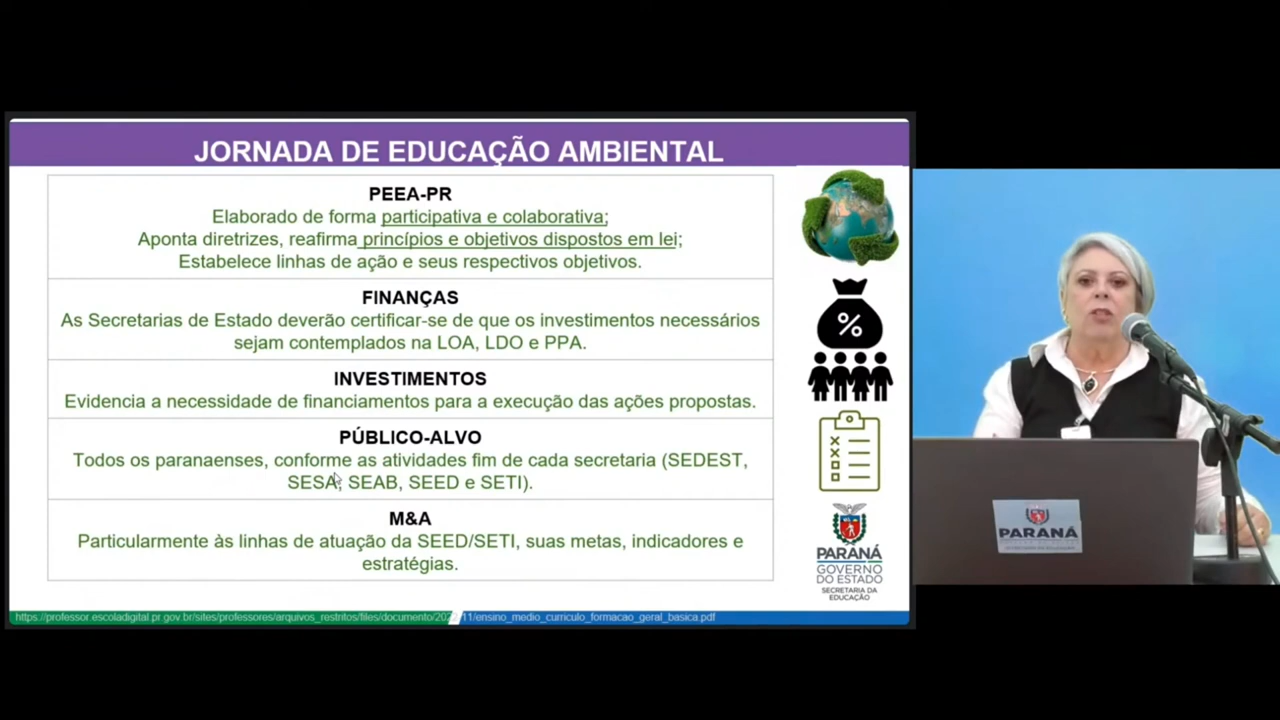 JORNADA DE EDUCAÇÃO AMBIENTAL
PEEA-PR
Elaborado de forma participativa e colaborativa;
Aponta diretrizes, reafirma princípios e objetivos dispostos em lei;
Estabelece linhas de ação e seus respectivos objetivos.
FINANÇAS
As Secretarias de Estado deverão certificar-se de que os investimentos necessários
sejam contemplados na LOA, LDO e PPA.
INVESTIMENTOS
Evidencia a necessidade de financiamentos para a execução das ações propostas.
PÚBLICO-ALVO
Todos os paranaenses, conforme as atividades fim de cada secretaria (SEDEST,
SESA, SEAB, SEED e SETI).
M&A
Particularmente às linhas de atuação da SEED/SETI, suas metas, indicadores e
estratégias.
%
PARANÁ
GOVERNO
DO ESTADO
SECRETARIA DA
EDUCAÇÃO
https://professor.escoladigital.pr.gov.br/sites/professores/arquivos_restritos/files/documento/2022/11/ensino_medio_curriculo_formacao_geral_basica.pdf
PARANÁ